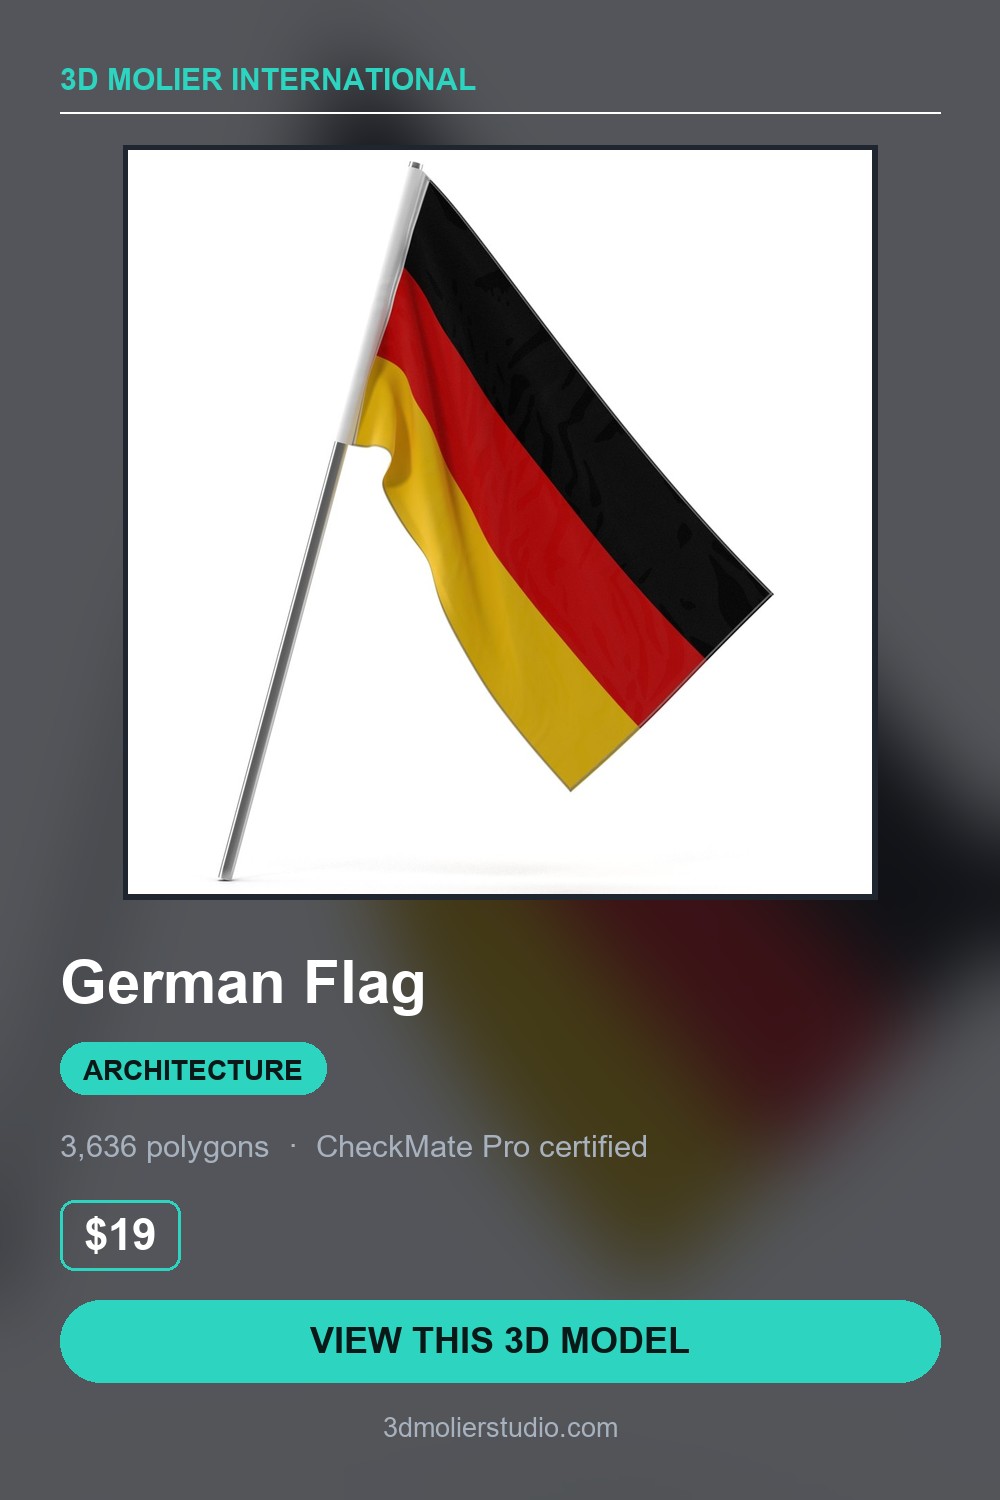 3D MOLIER INTERNATIONAL
German Flag
ARCHITECTURE
3,636 polygons · CheckMate Pro certified
$19
VIEW THIS 3D MODEL
3dmolierstudio.com